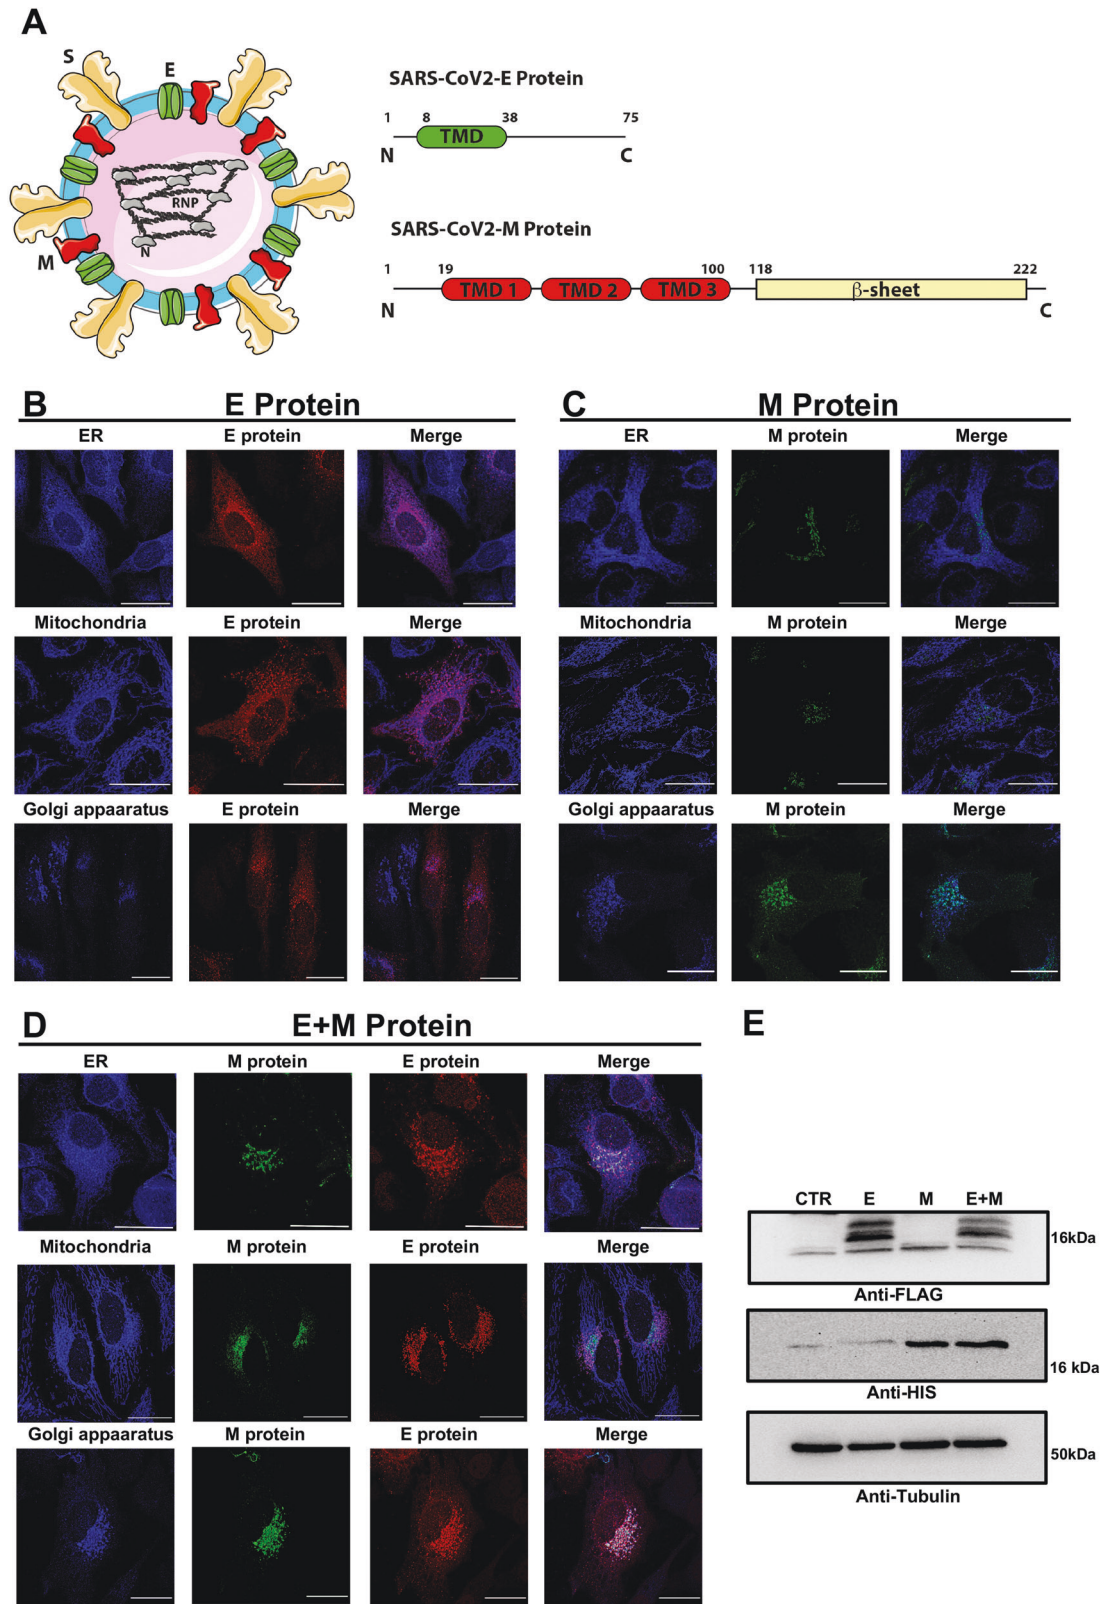 A
S
E
RNP
N
M
SARS-CoV2-E Protein
1 8 38 75
TMD
N C
SARS-CoV2-M Protein
1 19 100 118 222
TMD 1 TMD 2 TMD 3 β-sheet
N C
B E Protein
ER E protein Merge
Mitochondria E protein Merge
Golgi appaaratus E protein Merge
C M Protein
ER M protein Merge
Mitochondria M protein Merge
Golgi appaaratus M protein Merge
D E+M Protein
ER M protein E protein Merge
Mitochondria M protein E protein Merge
Golgi appaaratus M protein E protein Merge
E
CTR E M E+M
16kDa
Anti-FLAG
16 kDa
Anti-HIS
50kDa
Anti-Tubulin